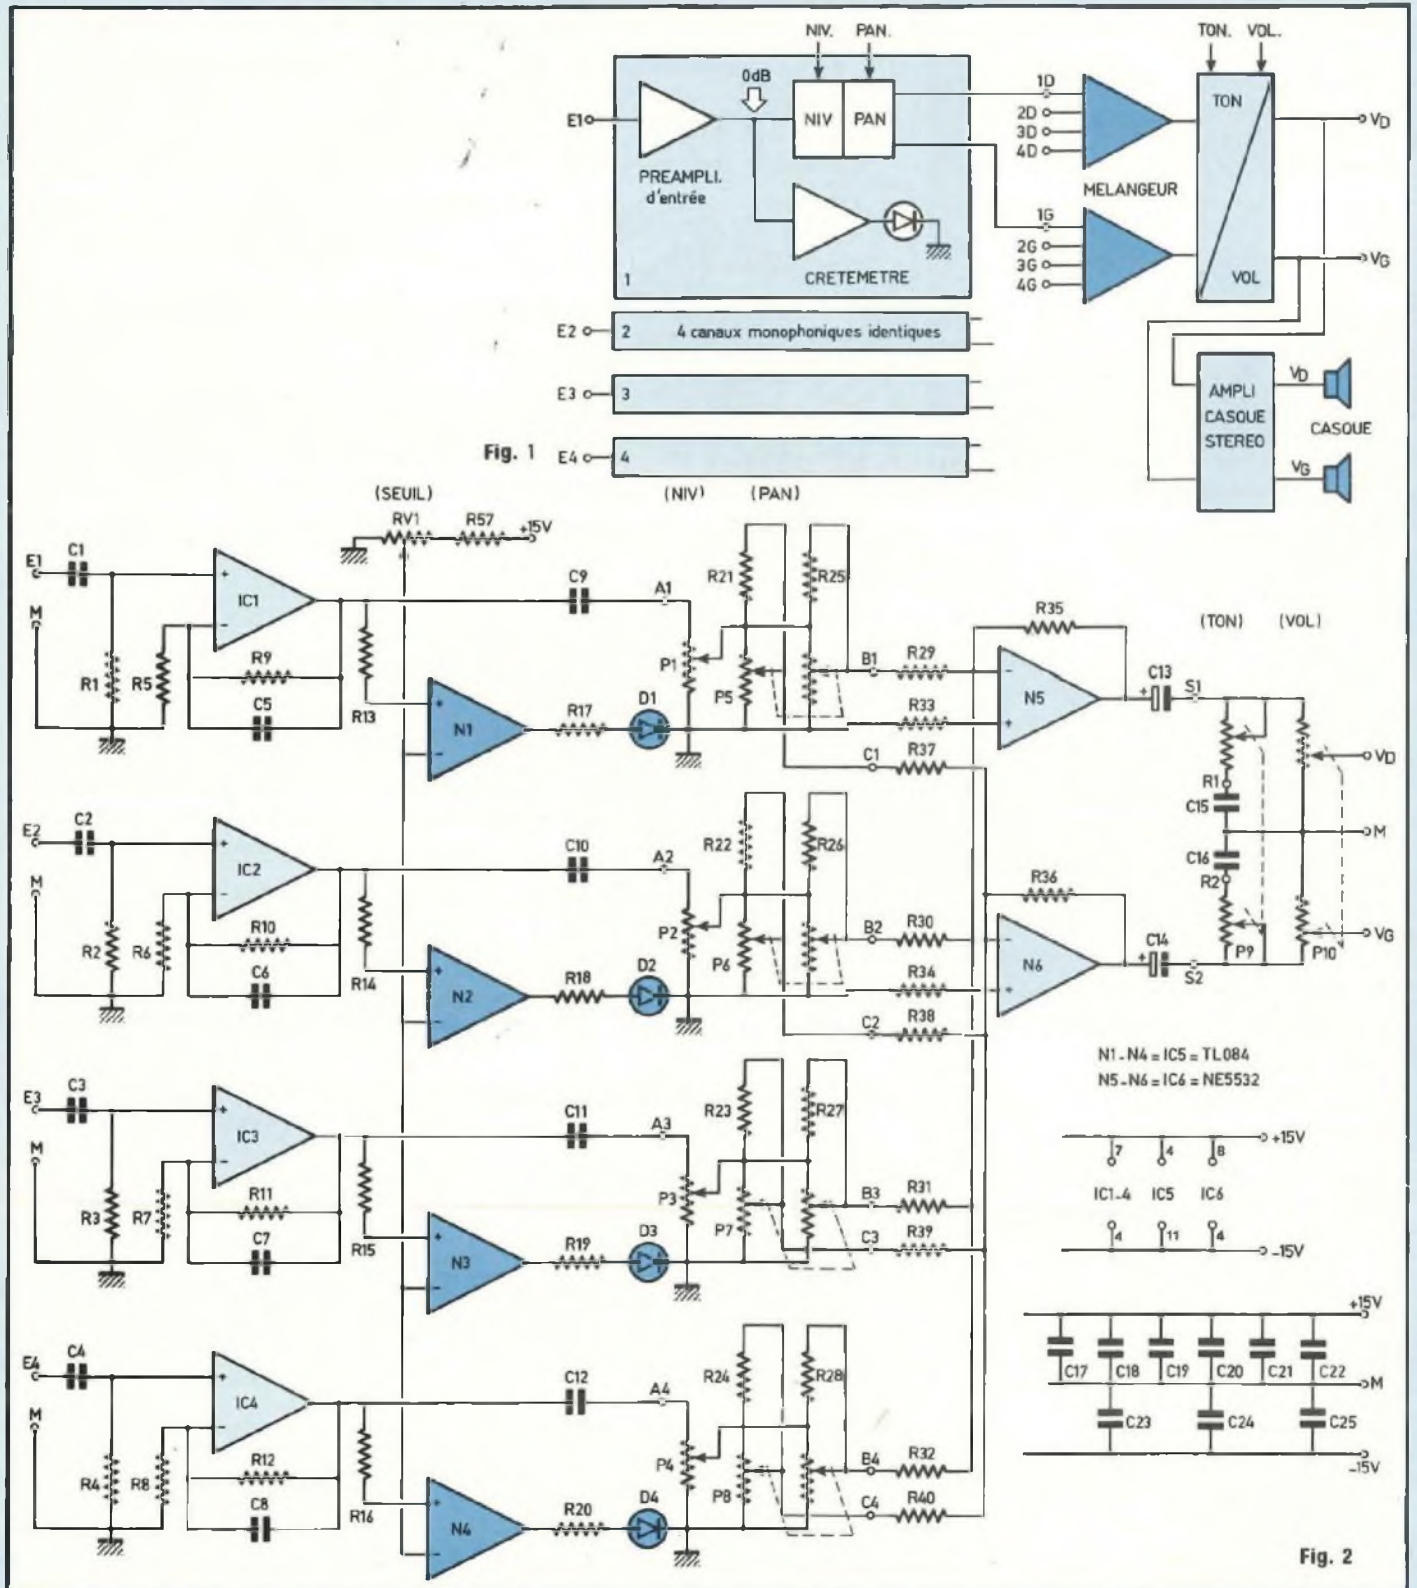 NIV. PAN. TON. VOL.
0dB
E1 NIV PAN
PREAMPLI.
d'entrée
CRETEMETRE
1
1D
2D
3D
4D
MELANGEUR
1G
2G
3G
4G
TON
VOL
VD
VG
E2 2 4 canaux monophoniques identiques
E3 3
Fig. 1 E4 4
AMPLI
CASQUE
STEREO
VD
VG
CASQUE
(SEUIL) (NIV) (PAN)
RV1 R57 +15V
E1 C1 IC1 + − C9 A1 R21 R25
M R1 R5 R9 C5 R13 P1 P5 B1 R29
N1 + − R17 D1 R33
C1 R37
R35 N5 − + C13 + S1
(TON) (VOL)
VD
R1
C15
M
C16
R2
P9 P10 VG
E2 C2 IC2 + − C10 A2 R22 R26
M R2 R6 R10 C6 R14 P2 P6 B2 R30
N2 + − R18 D2 R34
C2 R38
R36 N6 − + C14 + S2
E3 C3 IC3 + − C11 A3 R23 R27
M R3 R7 R11 C7 R15 P3 P7 B3 R31
N3 + − R19 D3 C3 R39
E4 C4 IC4 + − C12 A4 R24 R28
M R4 R8 R12 C8 R16 P4 P8 B4 R32
N4 + − R20 D4 C4 R40
N1-N4 = IC5 = TL084
N5-N6 = IC6 = NE5532
+15V
7 4 8
IC1-4 IC5 IC6
4 11 4
-15V
+15V
C17 C18 C19 C20 C21 C22 M
C23 C24 C25
-15V
Fig. 2